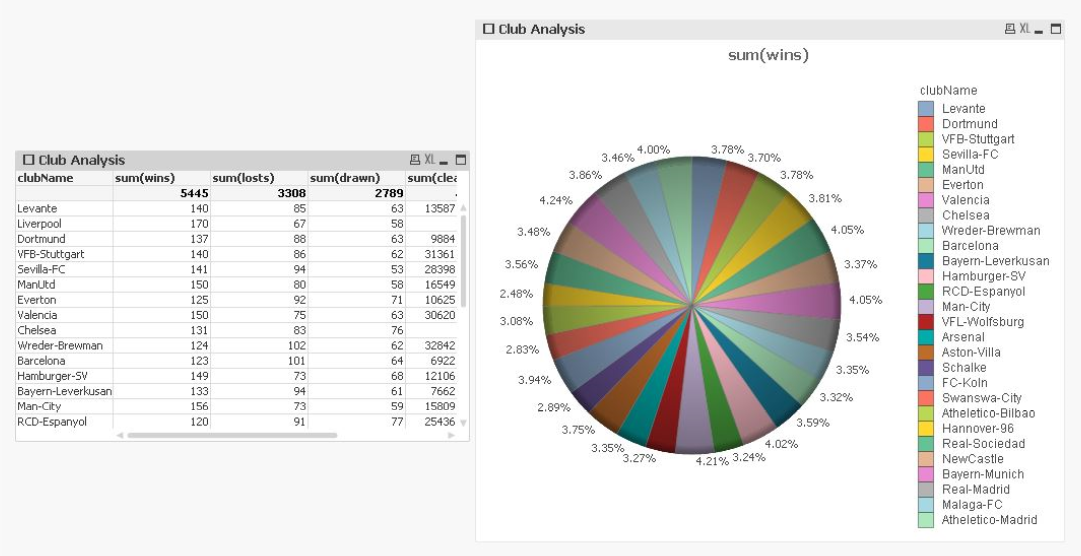 Club Analysis XL
clubName sum(wins) sum(losts) sum(drawn) sum(clea
5445 3308 2789
Levante 140 85 63 13587
Liverpool 170 67 58
Dortmund 137 88 63 9884
VFB-Stuttgart 140 86 62 31361
Sevilla-FC 141 94 53 28398
ManUtd 150 80 58 16549
Everton 125 92 71 10625
Valencia 150 75 63 30620
Chelsea 131 83 76
Wreder-Brewman 124 102 62 32842
Barcelona 123 101 64 6922
Hamburger-SV 149 73 68 12106
Bayern-Leverkusan 133 94 61 7662
Man-City 156 73 59 15809
RCD-Espanyol 120 91 77 25436
Club Analysis XL
sum(wins)
3.78%
3.70%
3.78%
3.81%
4.05%
3.37%
4.05%
3.54%
3.35%
3.32%
3.59%
4.02%
3.24%
4.21%
3.27%
3.35%
3.75%
2.89%
3.94%
2.83%
3.08%
2.48%
3.56%
3.48%
4.24%
3.86%
3.46%
4.00%
clubName
Levante
Dortmund
VFB-Stuttgart
Sevilla-FC
ManUtd
Everton
Valencia
Chelsea
Wreder-Brewman
Barcelona
Bayern-Leverkusan
Hamburger-SV
RCD-Espanyol
Man-City
VFL-Wolfsburg
Arsenal
Aston-Villa
Schalke
FC-Koln
Swanswa-City
Atheletico-Bilbao
Hannover-96
Real-Sociedad
NewCastle
Bayern-Munich
Real-Madrid
Malaga-FC
Atheletico-Madrid